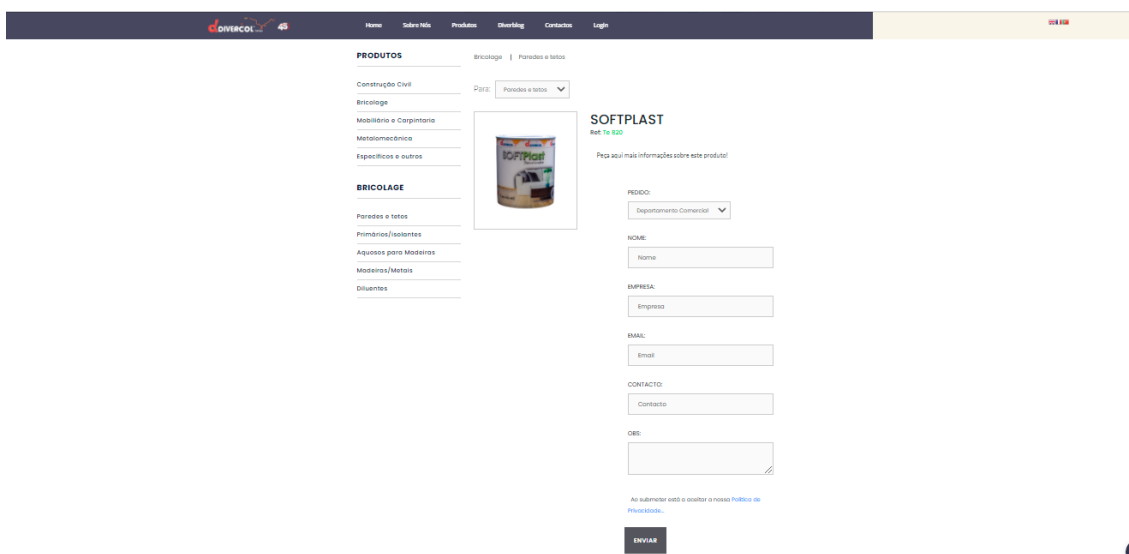 DIVERCOL 45
Home Sobre Nós Produtos Diverblog Contactos Login
PRODUTOS
Construção Civil
Bricolage
Mobiliário e Carpintaria
Metalomecânica
Específicos e outros
BRICOLAGE
Paredes e tetos
Primários/Isolantes
Aquosos para Madeiras
Madeiras/Metais
Diluentes
Bricolage | Paredes e tetos
Para: Paredes e tetos
SOFTPlast
SOFTPLAST
Ref: Te 820
Peça aqui mais informações sobre este produto!
PEDIDO:
Departamento Comercial
NOME:
Nome
EMPRESA:
Empresa
EMAIL:
Email
CONTACTO:
Contacto
OBS:
Ao submeter está a aceitar a nossa Política de
Privacidade..
ENVIAR